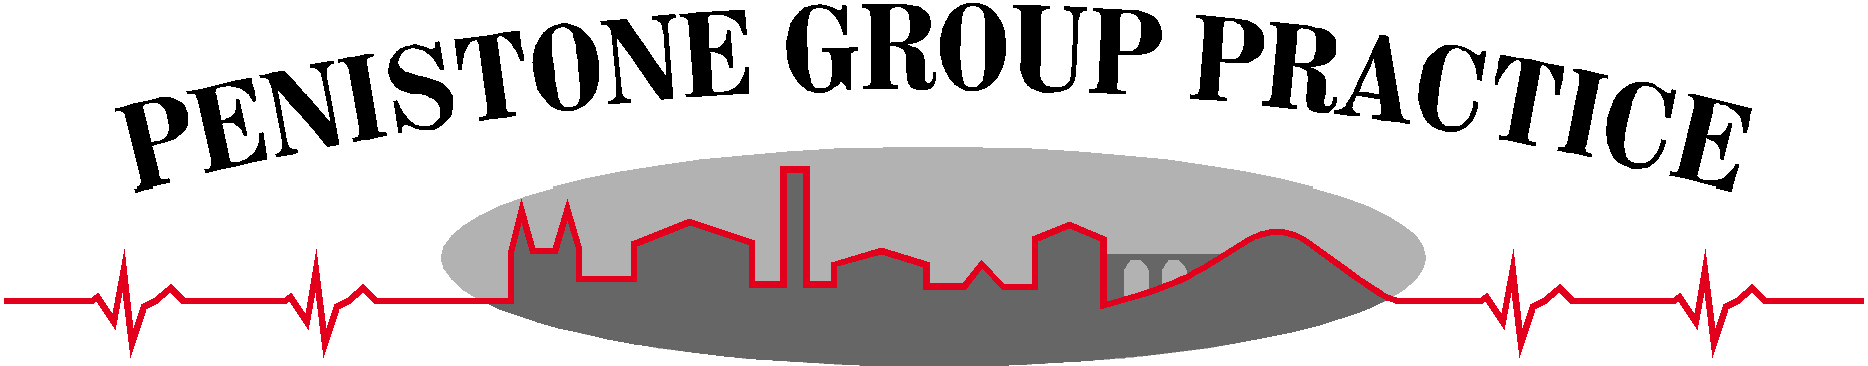 PENISTONE GROUP PRACTICE